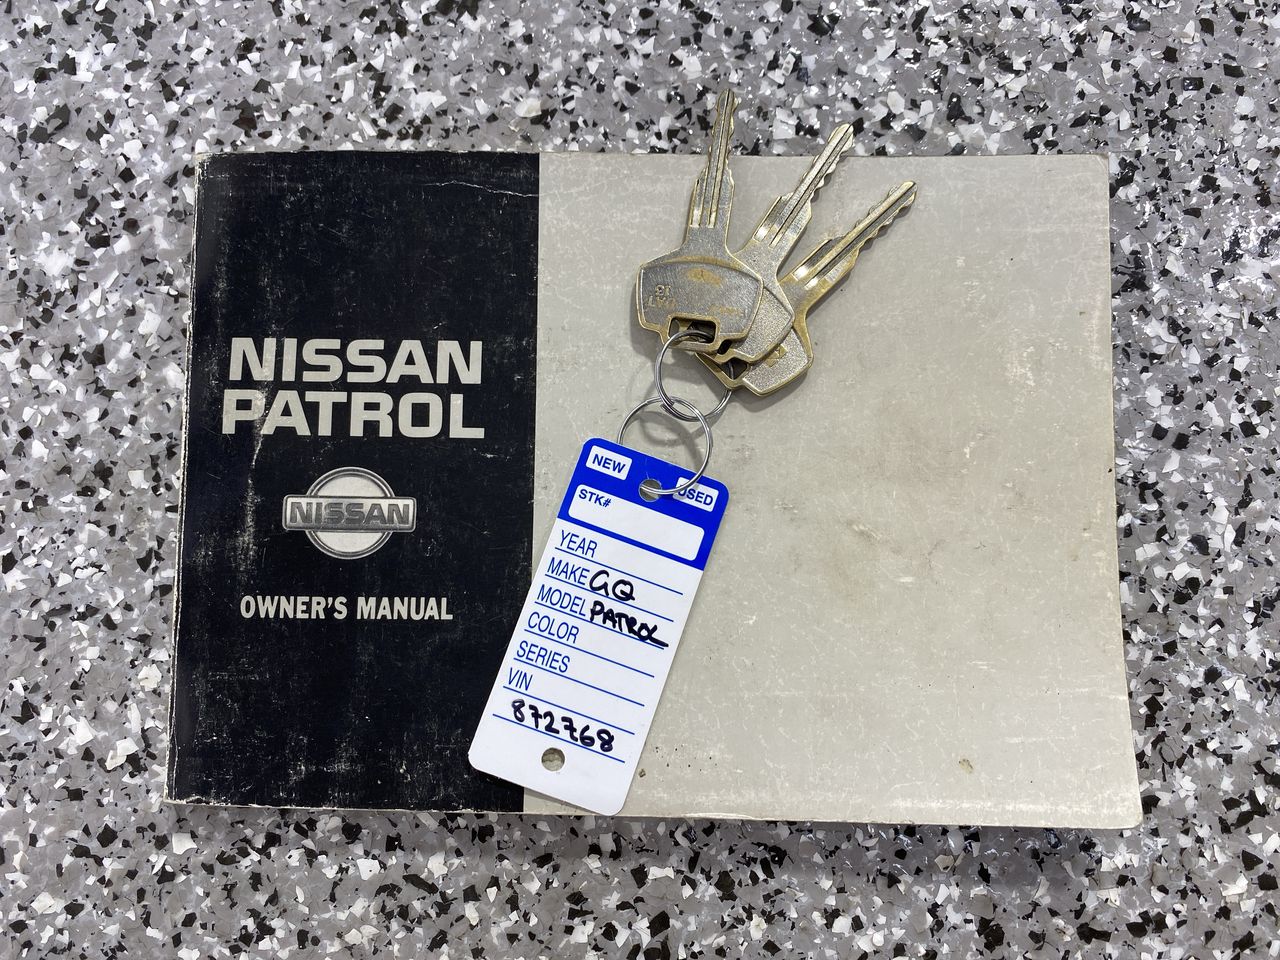 NISSAN
PATROL
NISSAN
OWNER'S MANUAL
NEW
USED
STK#
YEAR
MAKE GQ
MODEL PATROL
COLOR
SERIES
VIN
872768